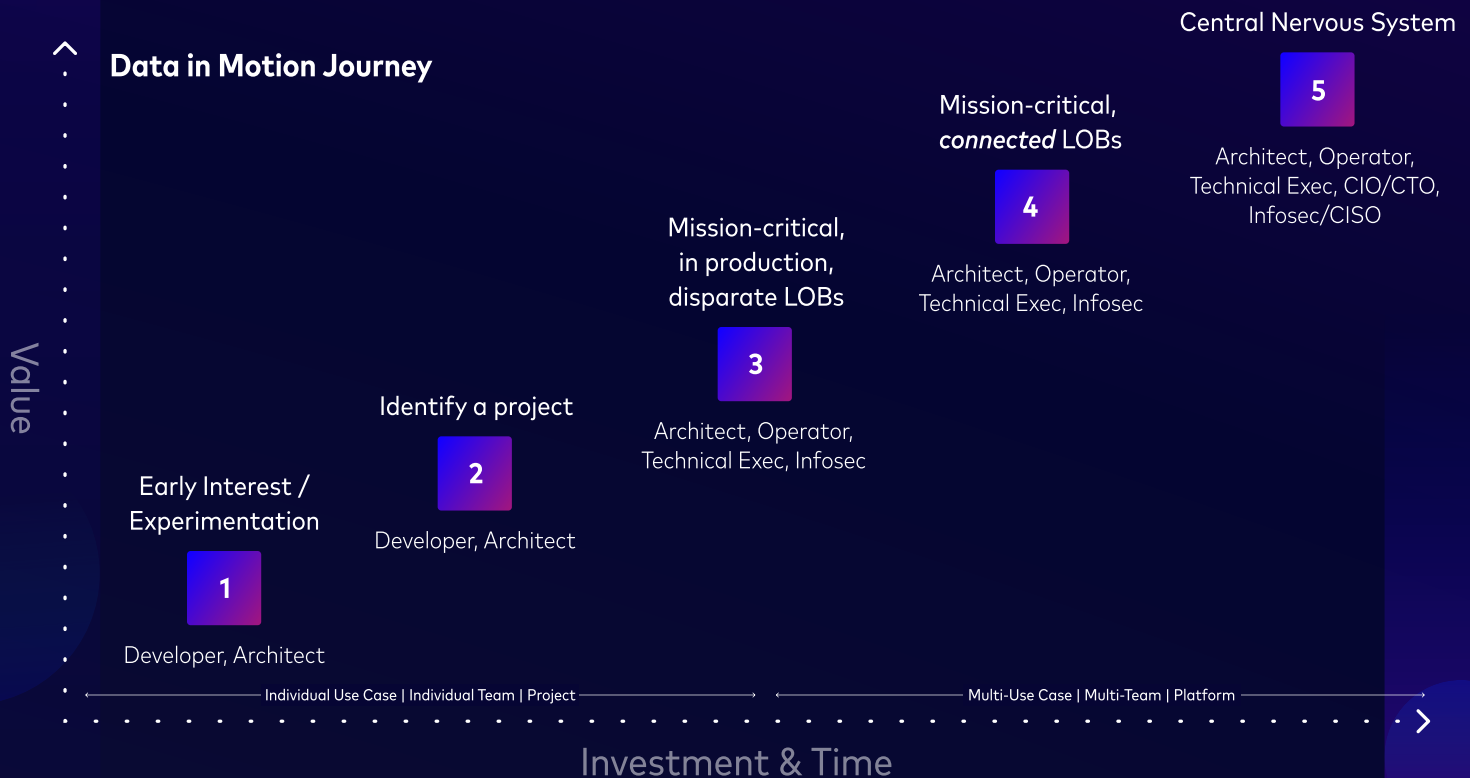 Data in Motion Journey
Value
Early Interest /
Experimentation
1
Developer, Architect
Identify a project
2
Developer, Architect
Mission-critical,
in production,
disparate LOBs
3
Architect, Operator,
Technical Exec, Infosec
Mission-critical,
connected LOBs
4
Architect, Operator,
Technical Exec, Infosec
Central Nervous System
5
Architect, Operator,
Technical Exec, CIO/CTO,
Infosec/CISO
Individual Use Case | Individual Team | Project
Multi-Use Case | Multi-Team | Platform
Investment & Time